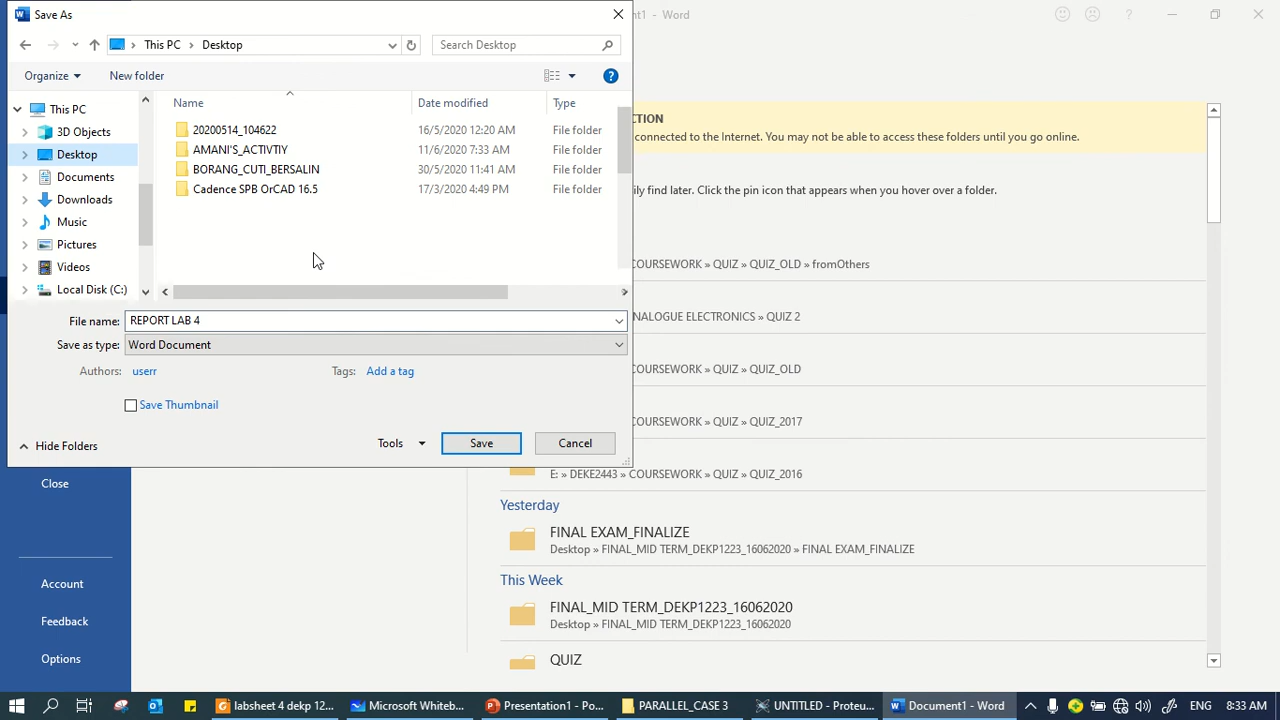 Save As
nt1 - Word
This PC
Desktop
Search Desktop
Organize
New folder
Name
Date modified
Type
This PC
3D Objects
Desktop
Documents
Downloads
Music
Pictures
Videos
Local Disk (C:)
20200514_104622 16/5/2020 12:20 AM File folder
AMANI'S_ACTIVTIY 11/6/2020 7:33 AM File folder
BORANG_CUTI_BERSALIN 30/5/2020 11:41 AM File folder
Cadence SPB OrCAD 16.5 17/3/2020 4:49 PM File folder
File name: REPORT LAB 4
Save as type: Word Document
Authors: userr
Tags: Add a tag
Save Thumbnail
Hide Folders
Tools
Save
Cancel
CTION
connected to the Internet. You may not be able to access these folders until you go online.
ily find later. Click the pin icon that appears when you hover over a folder.
COURSEWORK » QUIZ » QUIZ_OLD » fromOthers
NALOGUE ELECTRONICS » QUIZ 2
COURSEWORK » QUIZ » QUIZ_OLD
COURSEWORK » QUIZ » QUIZ_2017
E: » DEKE2443 » COURSEWORK » QUIZ » QUIZ_2016
Yesterday
FINAL EXAM_FINALIZE
Desktop » FINAL_MID TERM_DEKP1223_16062020 » FINAL EXAM_FINALIZE
This Week
FINAL_MID TERM_DEKP1223_16062020
Desktop » FINAL_MID TERM_DEKP1223_16062020
QUIZ
Close
Account
Feedback
Options
labsheet 4 dekp 12...
Microsoft Whiteb...
Presentation1 - Po...
PARALLEL_CASE 3
UNTITLED - Proteu...
Document1 - Word
ENG
8:33 AM